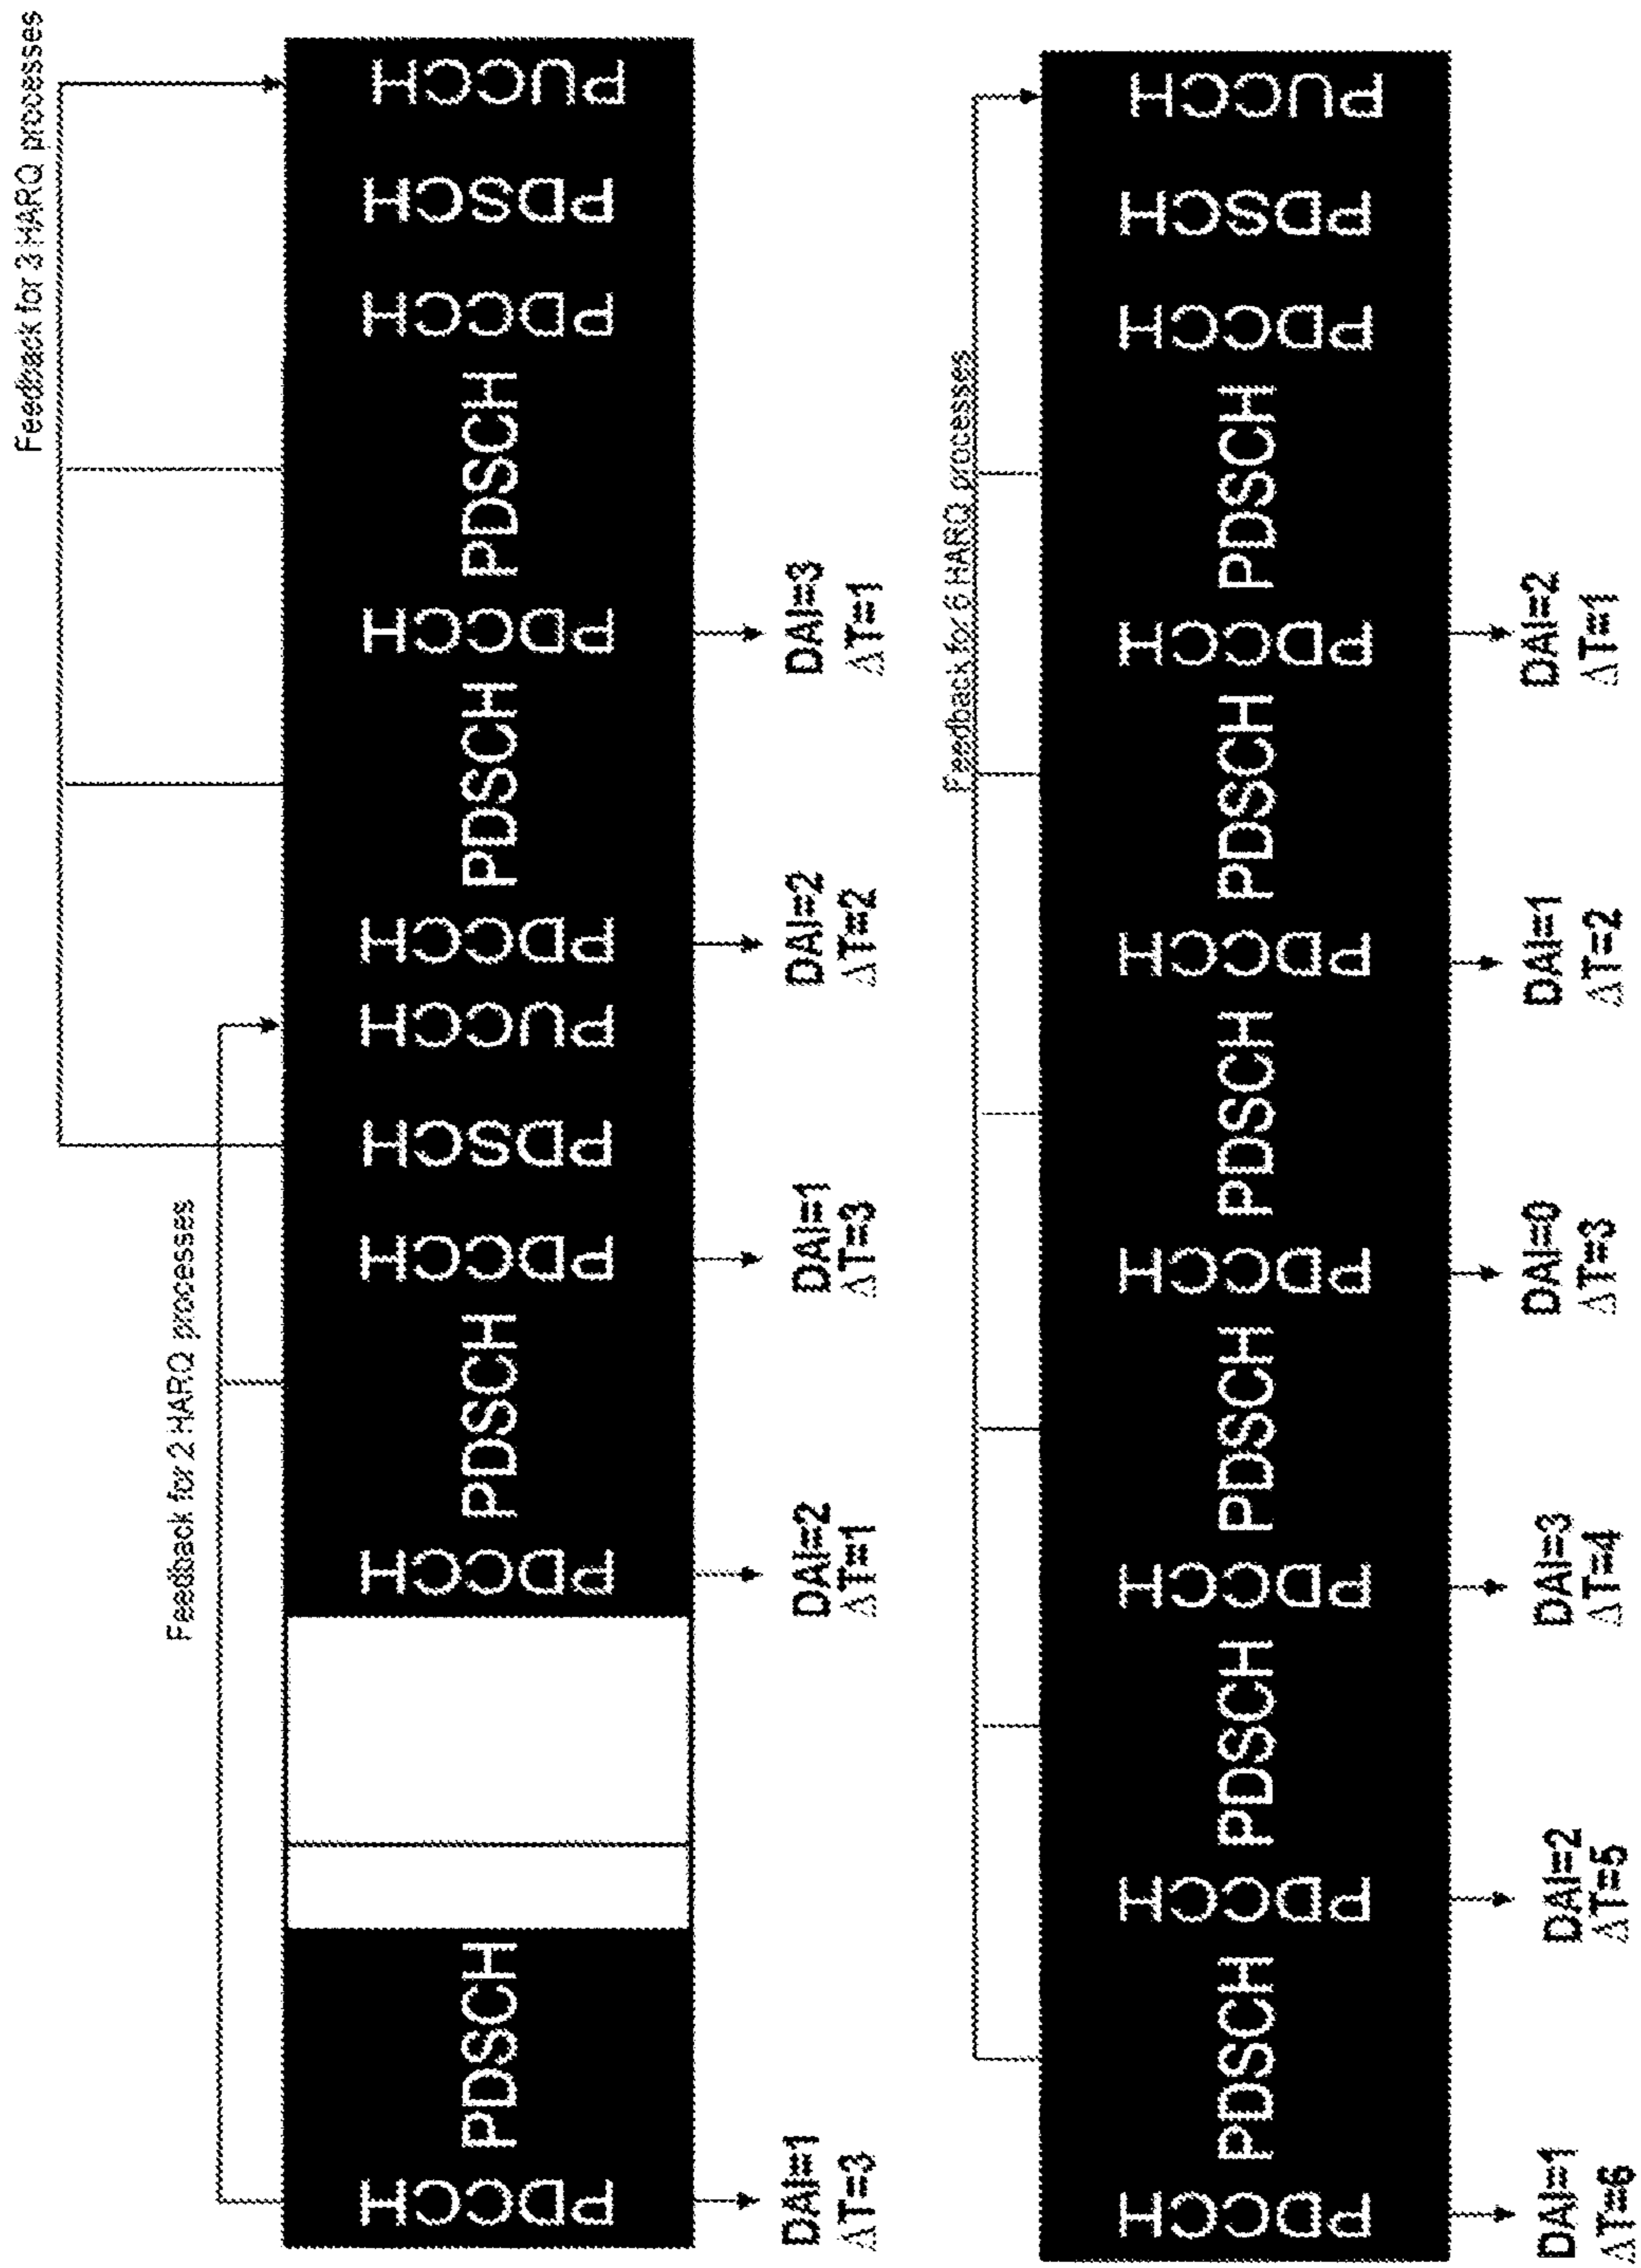 Feedback for 3 HARQ processes
Feedback for 2 HARQ processes
PDCCH
PDSCH
PDCCH
PDSCH
PDCCH
PDSCH
PUCCH
PDCCH
PDSCH
PDCCH
PDSCH
PDCCH
PDSCH
PUCCH
DAI=1
ΔT=3
DAI=2
ΔT=1
DAI=1
ΔT=3
DAI=2
ΔT=2
DAI=3
ΔT=1
Feedback for 6 HARQ processes
PDCCH
PDSCH
PDCCH
PDSCH
PDCCH
PDSCH
PDCCH
PDSCH
PDCCH
PDSCH
PDCCH
PDSCH
PDCCH
PDSCH
PUCCH
DAI=1
ΔT=6
DAI=2
ΔT=5
DAI=3
ΔT=4
DAI=0
ΔT=3
DAI=1
ΔT=2
DAI=2
ΔT=1